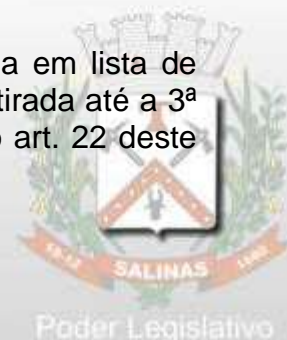 a em lista de
tirada até a 3ª
o art. 22 deste
SALINAS
Poder Legislativo